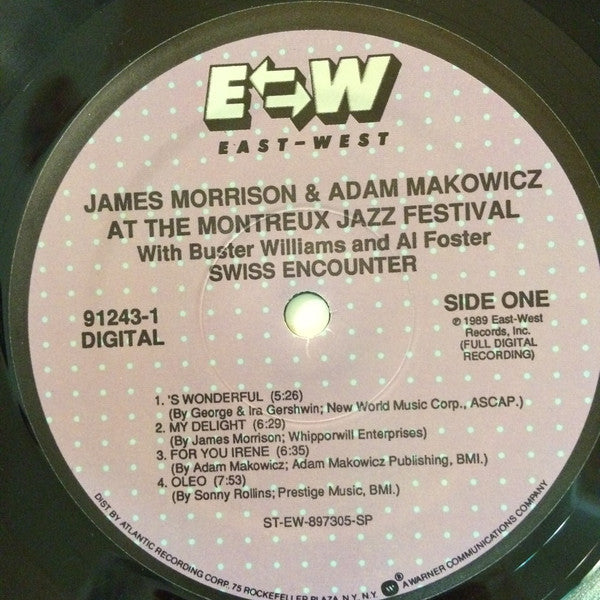 E W
EAST-WEST
JAMES MORRISON & ADAM MAKOWICZ
AT THE MONTREUX JAZZ FESTIVAL
With Buster Williams and Al Foster
SWISS ENCOUNTER
91243-1
DIGITAL
SIDE ONE
℗ 1989 East-West
Records, Inc.
(FULL DIGITAL
RECORDING)
1. 'S WONDERFUL (5:26)
(By George & Ira Gershwin; New World Music Corp., ASCAP.)
2. MY DELIGHT (6:29)
(By James Morrison; Whipporwill Enterprises)
3. FOR YOU IRENE (6:35)
(By Adam Makowicz; Adam Makowicz Publishing, BMI.)
4. OLEO (7:53)
(By Sonny Rollins; Prestige Music, BMI.)
ST-EW-897305-SP
DIST BY ATLANTIC RECORDING CORP. 75 ROCKEFELLER PLAZA, N.Y. N.Y. ® A WARNER COMMUNICATIONS COMPANY